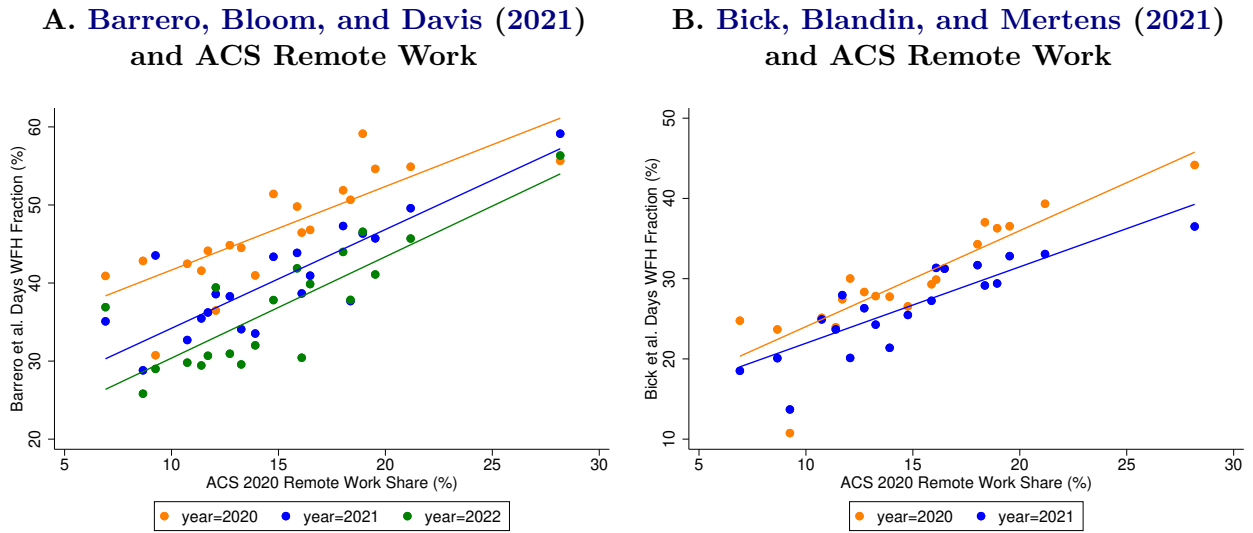 A. Barrero, Bloom, and Davis (2021)
and ACS Remote Work
Barrero et al. Days WFH Fraction (%)
60
50
40
30
20
5 10 15 20 25 30
ACS 2020 Remote Work Share (%)
year=2020 year=2021 year=2022
B. Bick, Blandin, and Mertens (2021)
and ACS Remote Work
Bick et al. Days WFH Fraction (%)
50
40
30
20
10
5 10 15 20 25 30
ACS 2020 Remote Work Share (%)
year=2020 year=2021